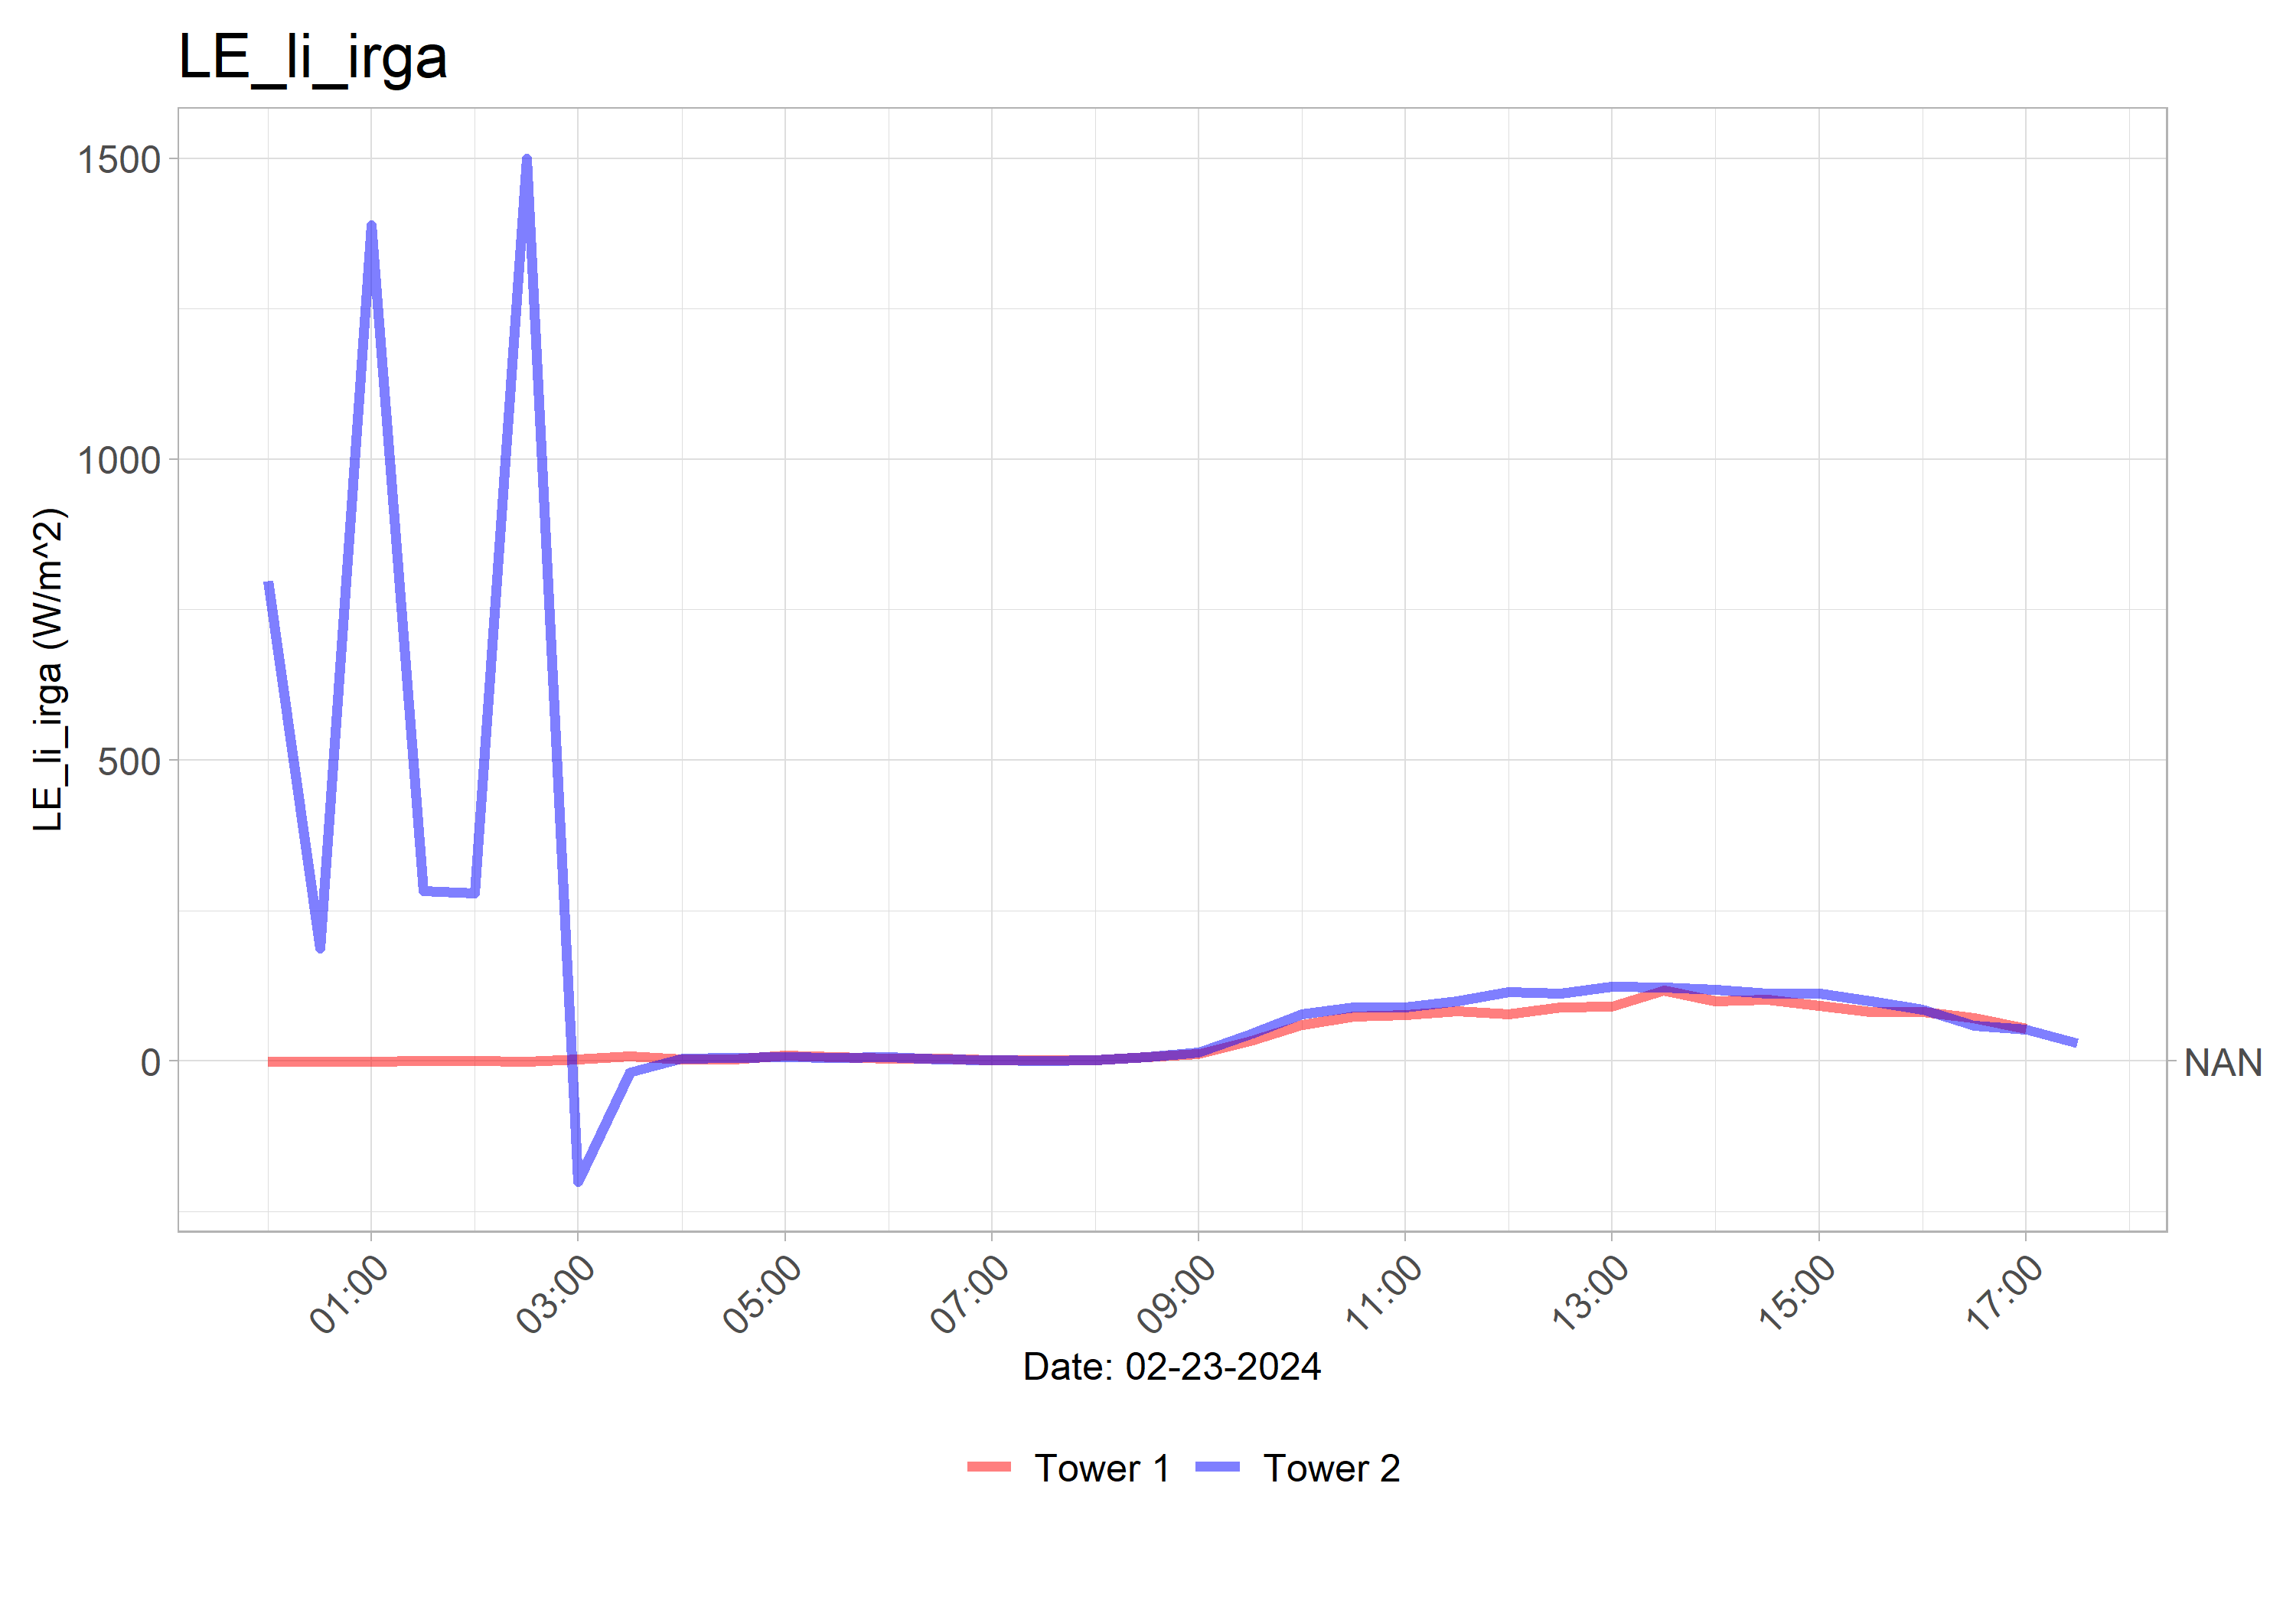 LE_li_irga
LE_li_irga (W/m^2)
1500
1000
500
0
NAN
01:00
03:00
05:00
07:00
09:00
11:00
13:00
15:00
17:00
Date: 02-23-2024
Tower 1
Tower 2